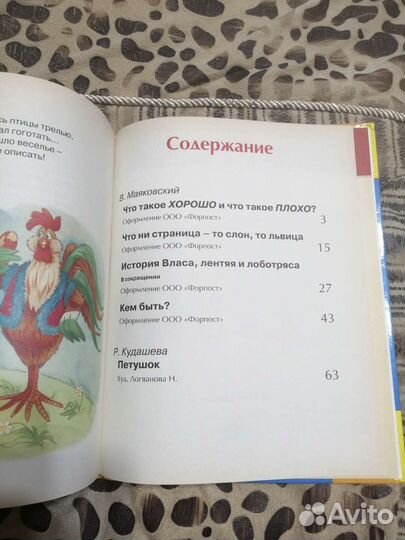 сь птицы трелью,
ал гоготать...
шло веселье –
е описать!
Содержание
В. Маяковский
Что такое ХОРОШО и что такое ПЛОХО?
Оформление ООО «Форпост» 3
Что ни страница – то слон, то львица
Оформление ООО «Форпост» 15
История Власа, лентяя и лоботряса
В сокращении
Оформление ООО «Форпост» 27
Кем быть?
Оформление ООО «Форпост» 43
Р. Кудашева
Петушок
Худ. Логванова Н. 63
Avito